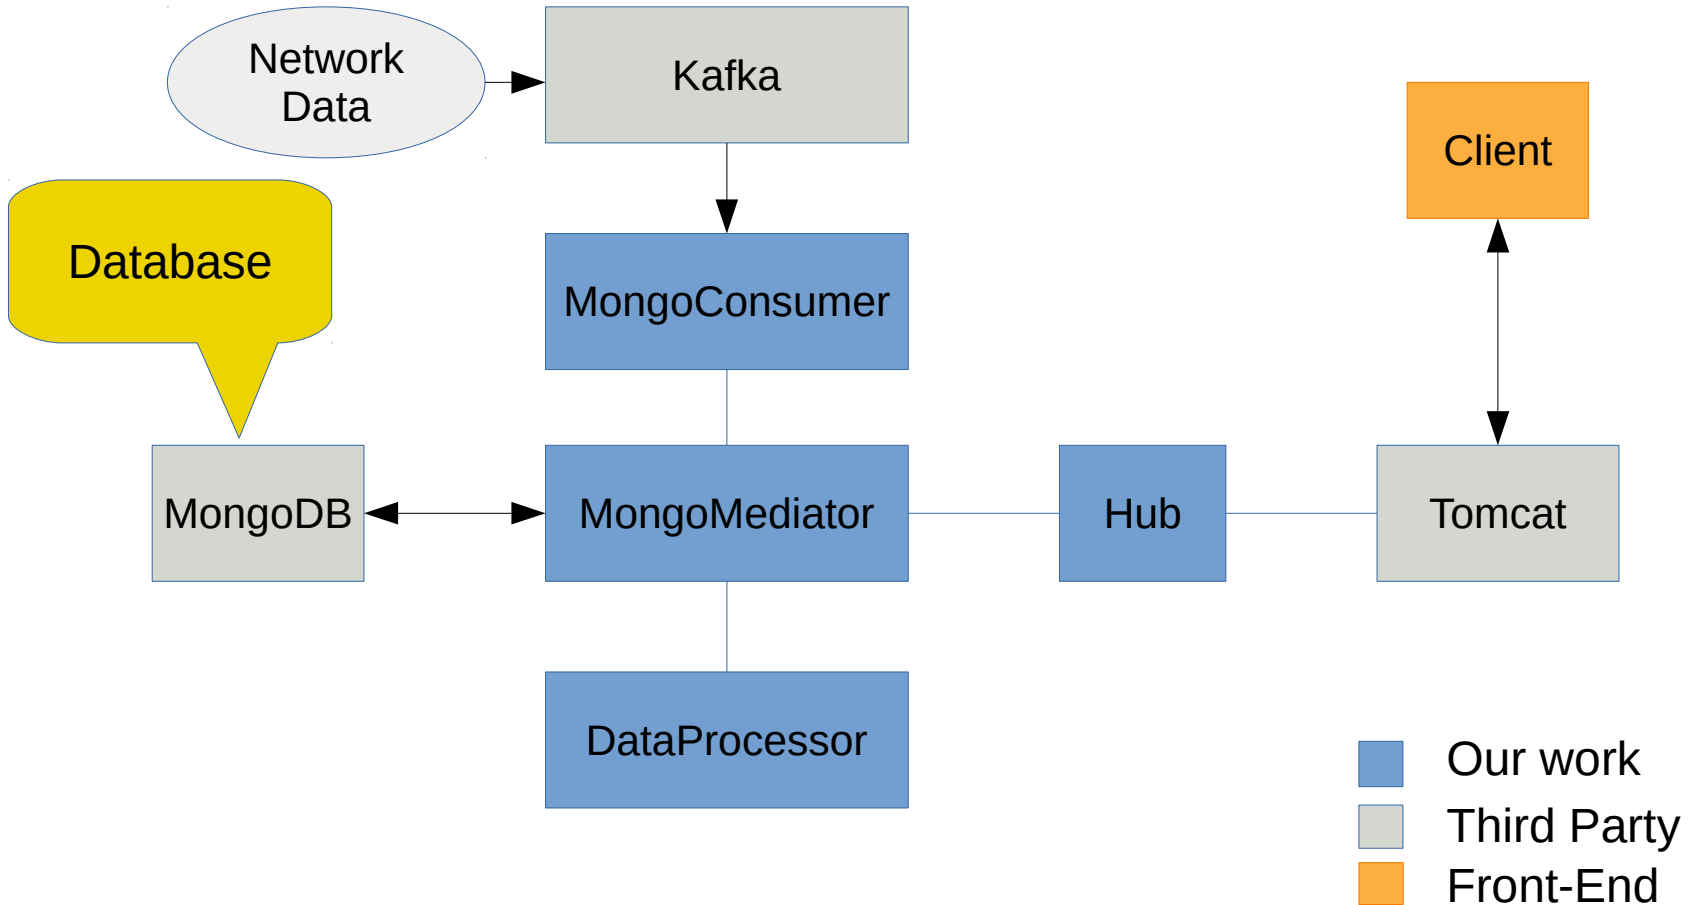 Network
Data
Kafka
Client
Database
MongoConsumer
MongoDB
MongoMediator
Hub
Tomcat
DataProcessor
Our work
Third Party
Front-End